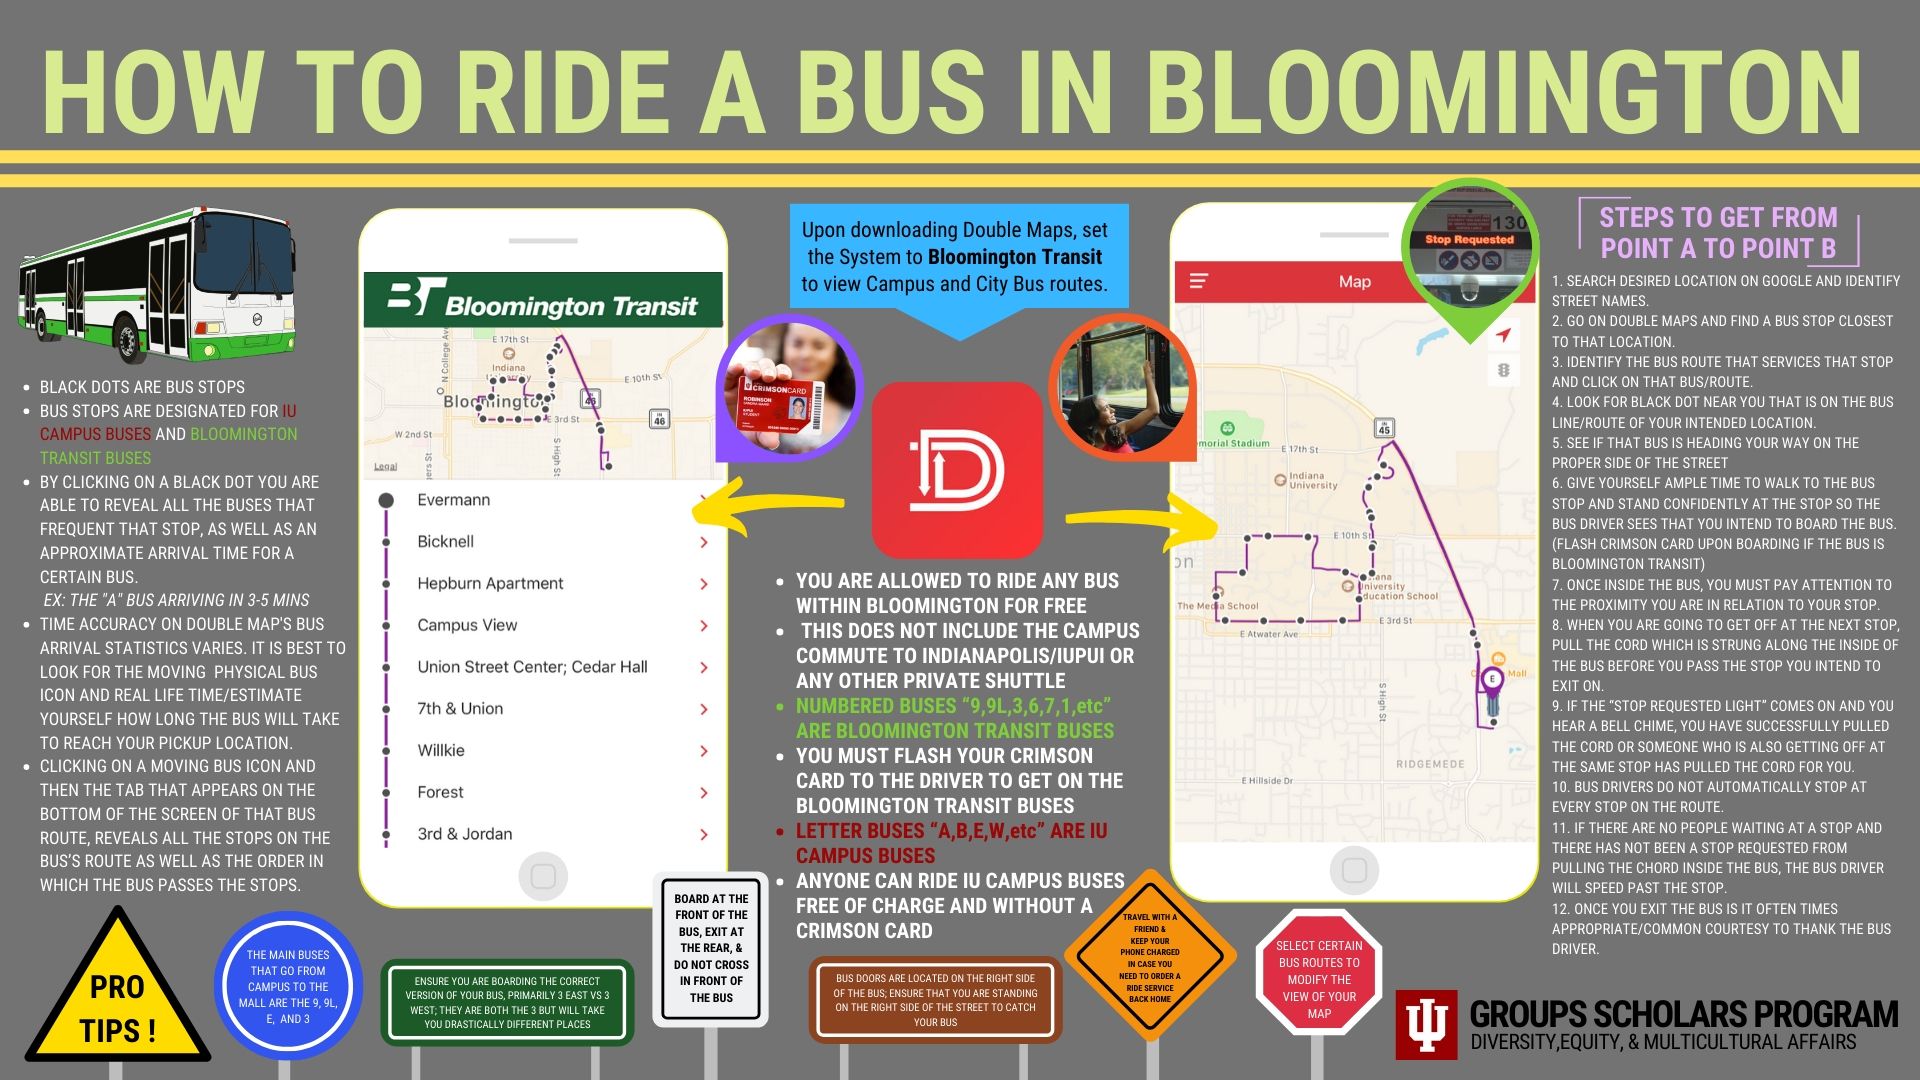 HOW TO RIDE A BUS IN BLOOMINGTON
BLACK DOTS ARE BUS STOPS
BUS STOPS ARE DESIGNATED FOR IU
CAMPUS BUSES AND BLOOMINGTON
TRANSIT BUSES
BY CLICKING ON A BLACK DOT YOU ARE
ABLE TO REVEAL ALL THE BUSES THAT
FREQUENT THAT STOP, AS WELL AS AN
APPROXIMATE ARRIVAL TIME FOR A
CERTAIN BUS.
EX: THE "A" BUS ARRIVING IN 3-5 MINS
TIME ACCURACY ON DOUBLE MAP'S BUS
ARRIVAL STATISTICS VARIES. IT IS BEST TO
LOOK FOR THE MOVING PHYSICAL BUS
ICON AND REAL LIFE TIME/ESTIMATE
YOURSELF HOW LONG THE BUS WILL TAKE
TO REACH YOUR PICKUP LOCATION.
CLICKING ON A MOVING BUS ICON AND
THEN THE TAB THAT APPEARS ON THE
BOTTOM OF THE SCREEN OF THAT BUS
ROUTE, REVEALS ALL THE STOPS ON THE
BUS'S ROUTE AS WELL AS THE ORDER IN
WHICH THE BUS PASSES THE STOPS.
BT Bloomington Transit
N College Av
E 17th St
Indiana
E 10th St
45
46
E 3rd St
W 2nd St
S High St
Legal
Evermann
Bicknell
Hepburn Apartment
Campus View
Union Street Center; Cedar Hall
7th & Union
Willkie
Forest
3rd & Jordan
Upon downloading Double Maps, set
the System to Bloomington Transit
to view Campus and City Bus routes.
CRIMSONCARD
ROBINSON
D
YOU ARE ALLOWED TO RIDE ANY BUS
WITHIN BLOOMINGTON FOR FREE
THIS DOES NOT INCLUDE THE CAMPUS
COMMUTE TO INDIANAPOLIS/IUPUI OR
ANY OTHER PRIVATE SHUTTLE
NUMBERED BUSES “9,9L,3,6,7,1,etc”
ARE BLOOMINGTON TRANSIT BUSES
YOU MUST FLASH YOUR CRIMSON
CARD TO THE DRIVER TO GET ON THE
BLOOMINGTON TRANSIT BUSES
LETTER BUSES “A,B,E,W,etc” ARE IU
CAMPUS BUSES
ANYONE CAN RIDE IU CAMPUS BUSES
FREE OF CHARGE AND WITHOUT A
CRIMSON CARD
Map
130
Stop Requested
IN
45
morial Stadium
E 17th St
Indiana
University
E 10th St
The Media School
E Atwater Ave
E 3rd St
S High St
Mall
E
RIDGEMEDE
E Hillside Dr
STEPS TO GET FROM
POINT A TO POINT B
1. SEARCH DESIRED LOCATION ON GOOGLE AND IDENTIFY
STREET NAMES.
2. GO ON DOUBLE MAPS AND FIND A BUS STOP CLOSEST
TO THAT LOCATION.
3. IDENTIFY THE BUS ROUTE THAT SERVICES THAT STOP
AND CLICK ON THAT BUS/ROUTE.
4. LOOK FOR BLACK DOT NEAR YOU THAT IS ON THE BUS
LINE/ROUTE OF YOUR INTENDED LOCATION.
5. SEE IF THAT BUS IS HEADING YOUR WAY ON THE
PROPER SIDE OF THE STREET
6. GIVE YOURSELF AMPLE TIME TO WALK TO THE BUS
STOP AND STAND CONFIDENTLY AT THE STOP SO THE
BUS DRIVER SEES THAT YOU INTEND TO BOARD THE BUS.
(FLASH CRIMSON CARD UPON BOARDING IF THE BUS IS
BLOOMINGTON TRANSIT)
7. ONCE INSIDE THE BUS, YOU MUST PAY ATTENTION TO
THE PROXIMITY YOU ARE IN RELATION TO YOUR STOP.
8. WHEN YOU ARE GOING TO GET OFF AT THE NEXT STOP,
PULL THE CORD WHICH IS STRUNG ALONG THE INSIDE OF
THE BUS BEFORE YOU PASS THE STOP YOU INTEND TO
EXIT ON.
9. IF THE “STOP REQUESTED LIGHT” COMES ON AND YOU
HEAR A BELL CHIME, YOU HAVE SUCCESSFULLY PULLED
THE CORD OR SOMEONE WHO IS ALSO GETTING OFF AT
THE SAME STOP HAS PULLED THE CORD FOR YOU.
10. BUS DRIVERS DO NOT AUTOMATICALLY STOP AT
EVERY STOP ON THE ROUTE.
11. IF THERE ARE NO PEOPLE WAITING AT A STOP AND
THERE HAS NOT BEEN A STOP REQUESTED FROM
PULLING THE CHORD INSIDE THE BUS, THE BUS DRIVER
WILL SPEED PAST THE STOP.
12. ONCE YOU EXIT THE BUS IS IT OFTEN TIMES
APPROPRIATE/COMMON COURTESY TO THANK THE BUS
DRIVER.
PRO
TIPS !
THE MAIN BUSES
THAT GO FROM
CAMPUS TO THE
MALL ARE THE 9, 9L,
E, AND 3
ENSURE YOU ARE BOARDING THE CORRECT
VERSION OF YOUR BUS, PRIMARILY 3 EAST VS 3
WEST; THEY ARE BOTH THE 3 BUT WILL TAKE
YOU DRASTICALLY DIFFERENT PLACES
BOARD AT THE
FRONT OF THE
BUS, EXIT AT
THE REAR, &
DO NOT CROSS
IN FRONT OF
THE BUS
BUS DOORS ARE LOCATED ON THE RIGHT SIDE
OF THE BUS; ENSURE THAT YOU ARE STANDING
ON THE RIGHT SIDE OF THE STREET TO CATCH
YOUR BUS
TRAVEL WITH A
FRIEND &
KEEP YOUR
PHONE CHARGED
IN CASE YOU
NEED TO ORDER A
RIDE SERVICE
BACK HOME
SELECT CERTAIN
BUS ROUTES TO
MODIFY THE
VIEW OF YOUR
MAP
GROUPS SCHOLARS PROGRAM
DIVERSITY,EQUITY, & MULTICULTURAL AFFAIRS